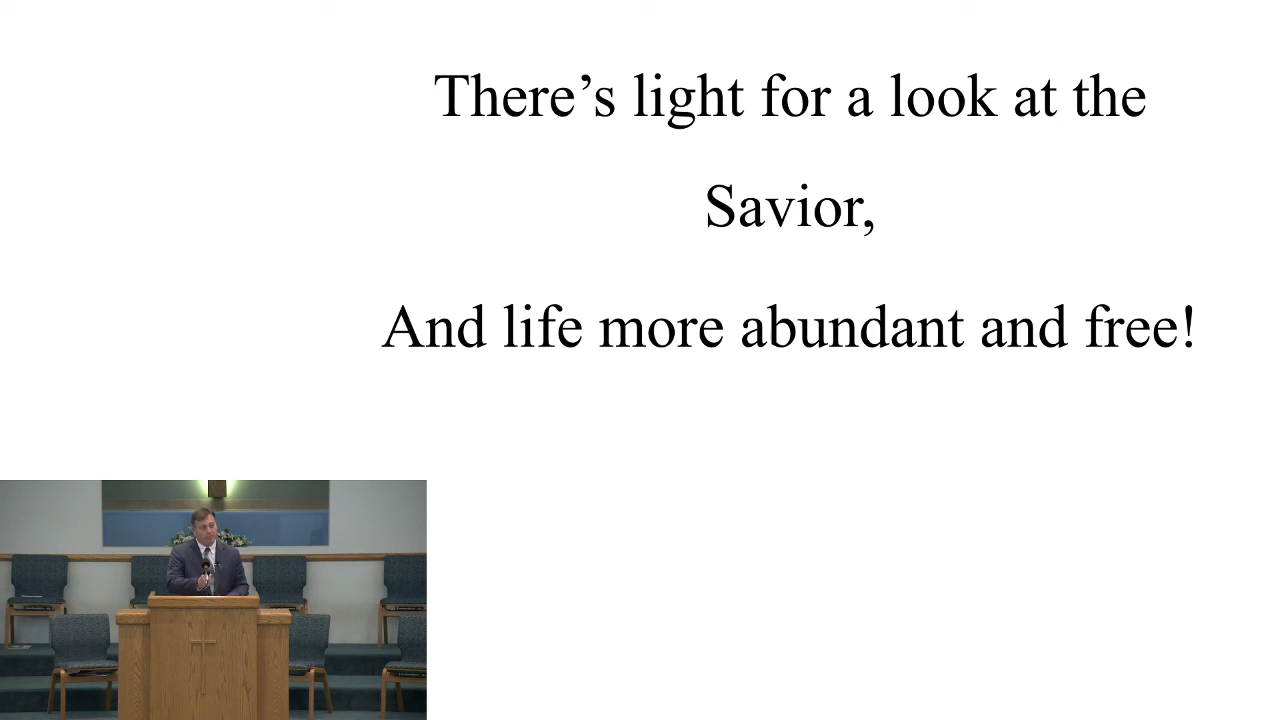 There’s light for a look at the
Savior,
And life more abundant and free!